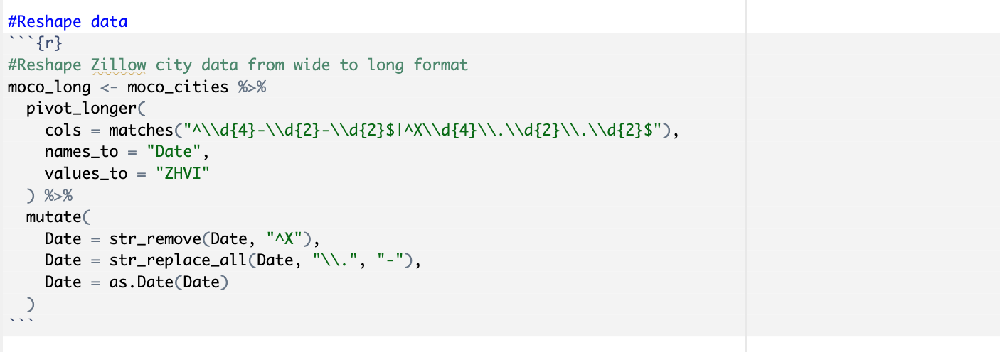 #Reshape data
```{r}
#Reshape Zillow city data from wide to long format
moco_long <- moco_cities %>%
  pivot_longer(
    cols = matches("^\\d{4}-\\d{2}-\\d{2}$|^X\\d{4}\\.\\d{2}\\.\\d{2}$"),
    names_to = "Date",
    values_to = "ZHVI"
  ) %>%
  mutate(
    Date = str_remove(Date, "^X"),
    Date = str_replace_all(Date, "\\.", "-"),
    Date = as.Date(Date)
  )
```